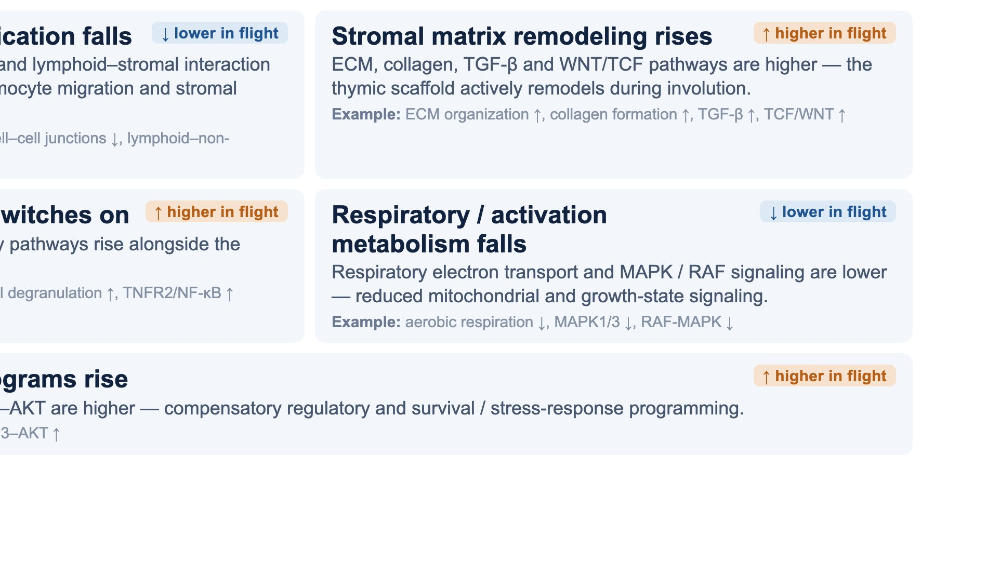 ication falls
↓ lower in flight
and lymphoid–stromal interaction
mocyte migration and stromal
ell–cell junctions ↓, lymphoid–non-
Stromal matrix remodeling rises
↑ higher in flight
ECM, collagen, TGF-β and WNT/TCF pathways are higher — the
thymic scaffold actively remodels during involution.
Example: ECM organization ↑, collagen formation ↑, TGF-β ↑, TCF/WNT ↑
witches on
↑ higher in flight
y pathways rise alongside the
l degranulation ↑, TNFR2/NF-κB ↑
Respiratory / activation
metabolism falls
↓ lower in flight
Respiratory electron transport and MAPK / RAF signaling are lower
— reduced mitochondrial and growth-state signaling.
Example: aerobic respiration ↓, MAPK1/3 ↓, RAF-MAPK ↓
ograms rise
↑ higher in flight
–AKT are higher — compensatory regulatory and survival / stress-response programming.
3–AKT ↑